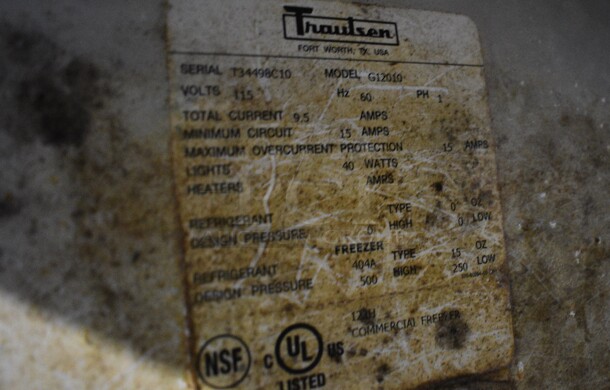 Traulsen
FORT WORTH, TX. USA
SERIAL T34498C10 MODEL G12010
VOLTS 115 Hz 60 PH 1
TOTAL CURRENT 9.5 AMPS
MINIMUM CIRCUIT 15 AMPS
MAXIMUM OVERCURRENT PROTECTION 15 AMPS
LIGHTS 40 WATTS
HEATERS AMPS
REFRIGERANT TYPE 0 OZ
DESIGN PRESSURE 0 HIGH 0 LOW
FREEZER
REFRIGERANT 404A TYPE 15 OZ
DESIGN PRESSURE 500 HIGH 250 LOW
COMMERCIAL FREEZER
NSF
C UL US
LISTED